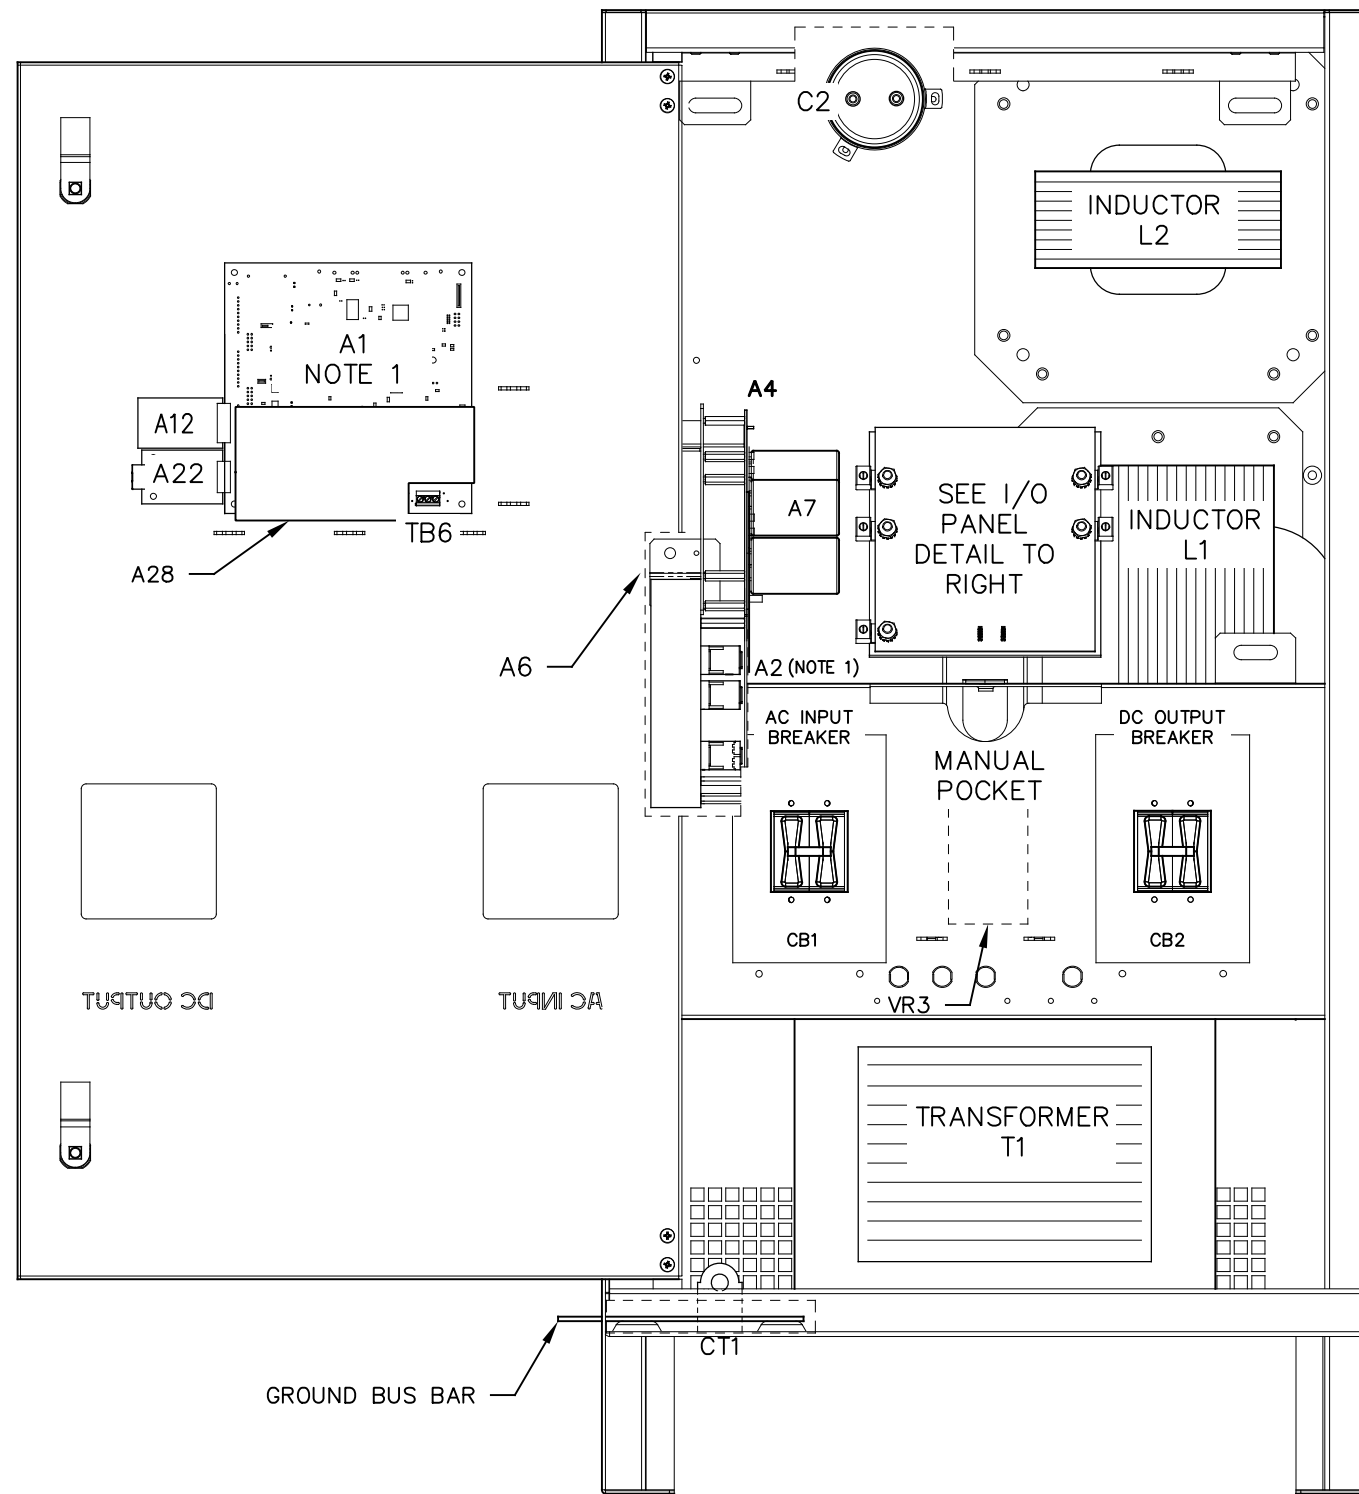 C2
INDUCTOR
L2
A1
NOTE 1
A4
A12
A22
A7
SEE I/O
PANEL
DETAIL TO
RIGHT
INDUCTOR
L1
TB6
A28
A6
A2 (NOTE 1)
AC INPUT
BREAKER
DC OUTPUT
BREAKER
MANUAL
POCKET
CB1
CB2
DC OUTPUT
AC INPUT
VR3
TRANSFORMER
T1
CT1
GROUND BUS BAR